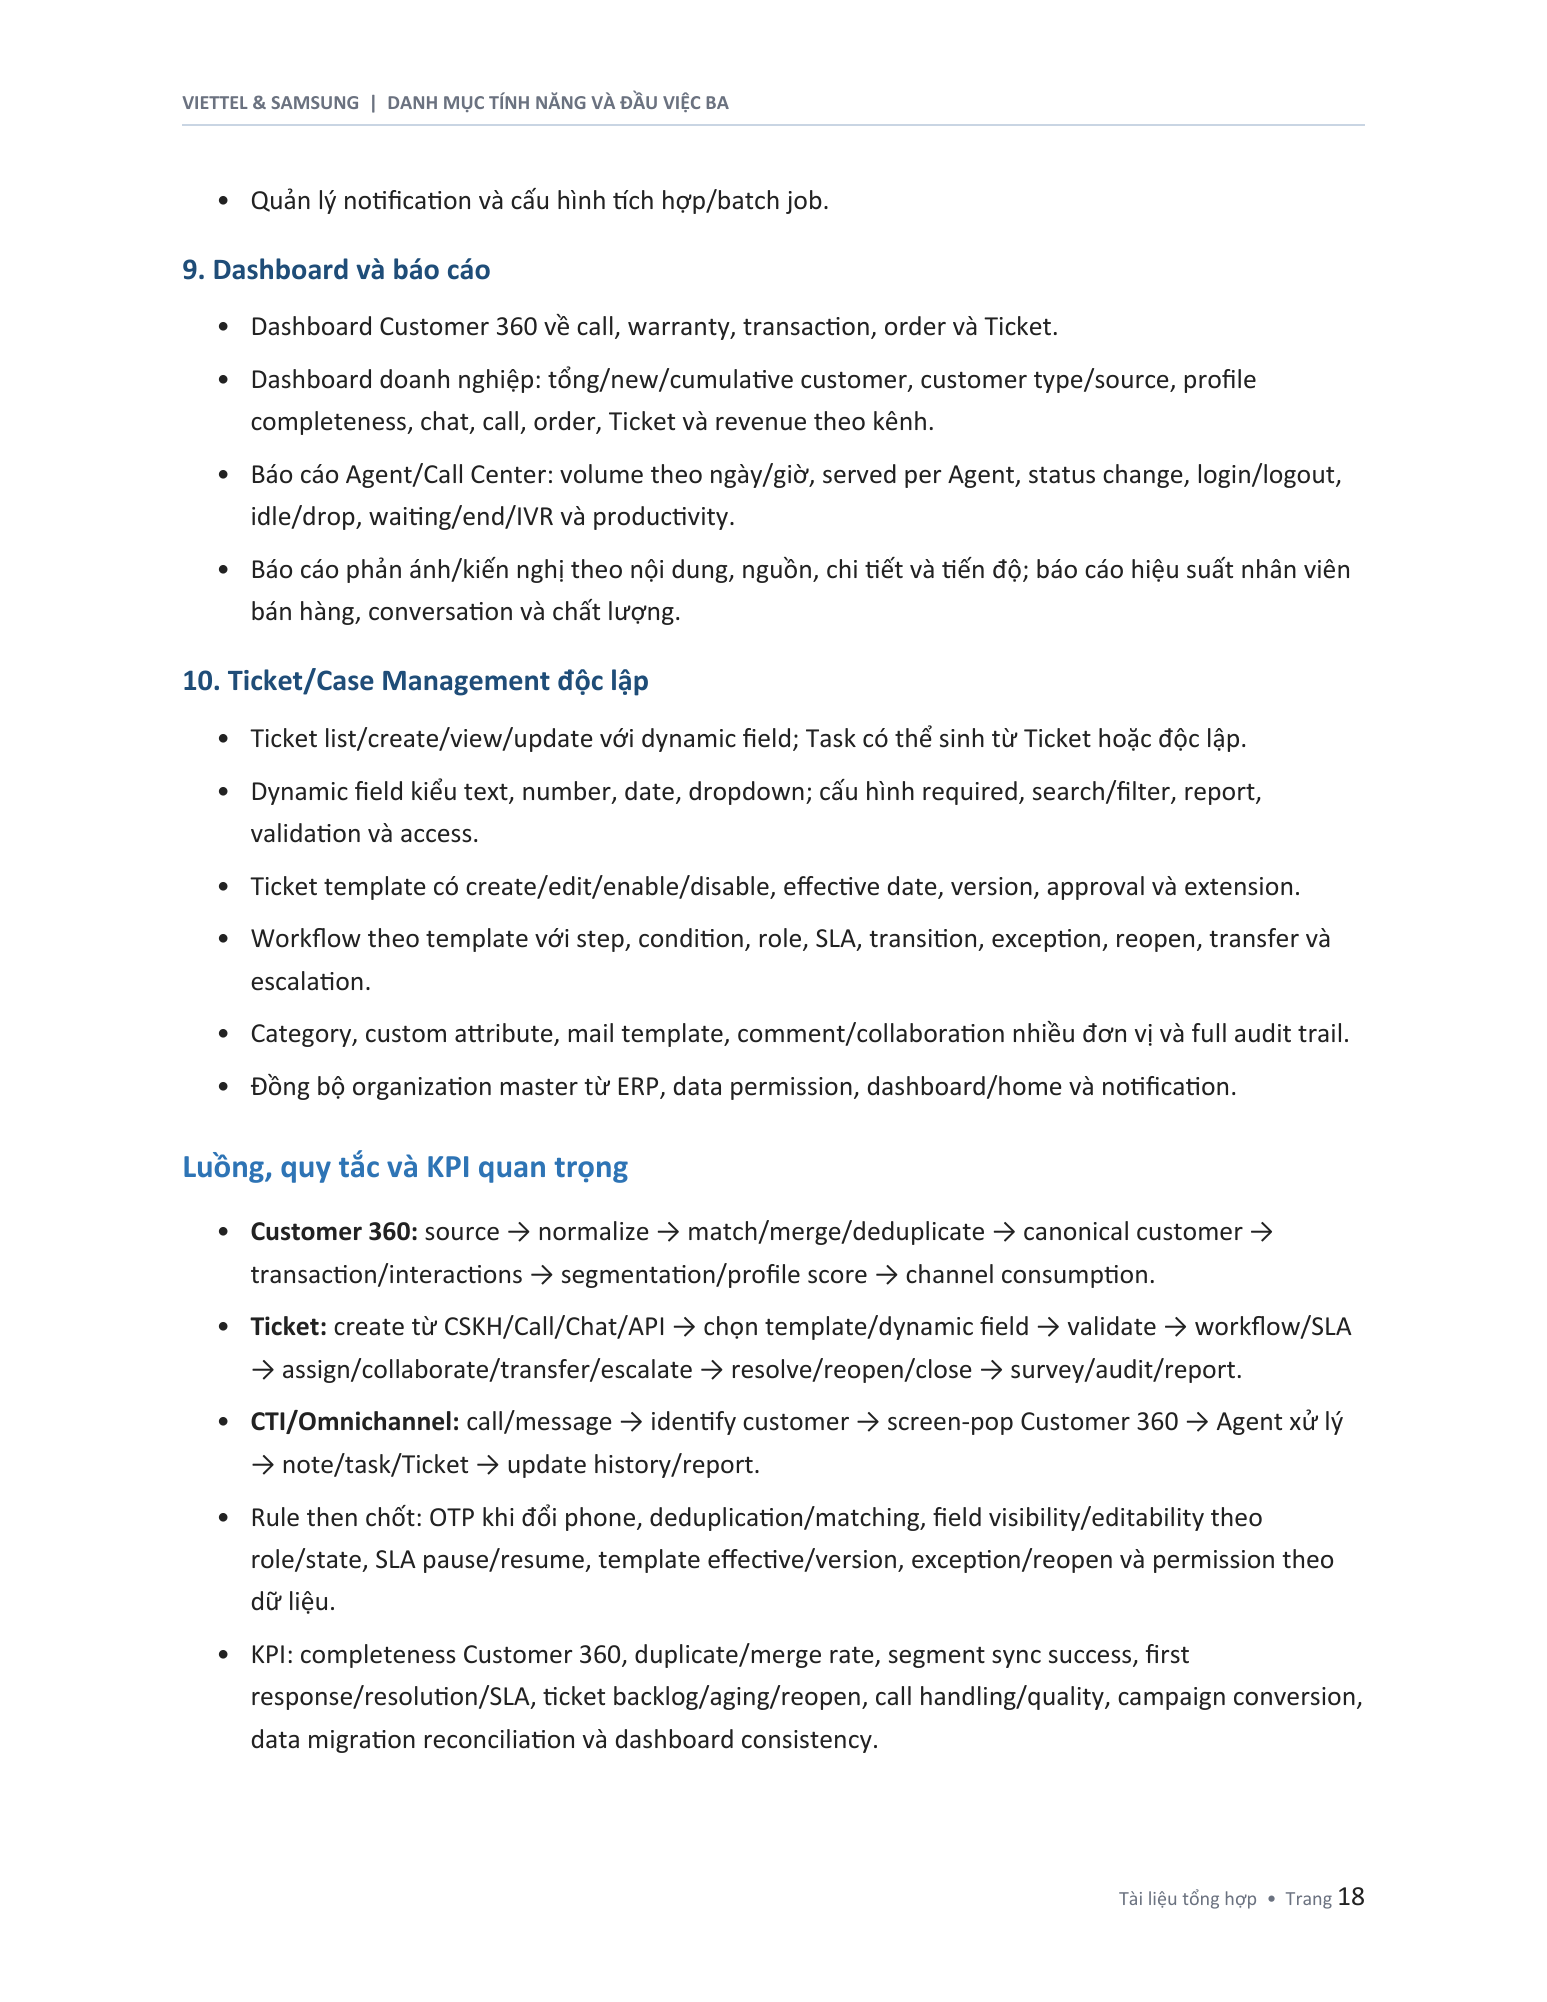 VIETTEL & SAMSUNG | DANH MỤC TÍNH NĂNG VÀ ĐẦU VIỆC BA
• Quản lý notification và cấu hình tích hợp/batch job.
9. Dashboard và báo cáo
• Dashboard Customer 360 về call, warranty, transaction, order và Ticket.
• Dashboard doanh nghiệp: tổng/new/cumulative customer, customer type/source, profile
completeness, chat, call, order, Ticket và revenue theo kênh.
• Báo cáo Agent/Call Center: volume theo ngày/giờ, served per Agent, status change, login/logout,
idle/drop, waiting/end/IVR và productivity.
• Báo cáo phản ánh/kiến nghị theo nội dung, nguồn, chi tiết và tiến độ; báo cáo hiệu suất nhân viên
bán hàng, conversation và chất lượng.
10. Ticket/Case Management độc lập
• Ticket list/create/view/update với dynamic field; Task có thể sinh từ Ticket hoặc độc lập.
• Dynamic field kiểu text, number, date, dropdown; cấu hình required, search/filter, report,
validation và access.
• Ticket template có create/edit/enable/disable, effective date, version, approval và extension.
• Workflow theo template với step, condition, role, SLA, transition, exception, reopen, transfer và
escalation.
• Category, custom attribute, mail template, comment/collaboration nhiều đơn vị và full audit trail.
• Đồng bộ organization master từ ERP, data permission, dashboard/home và notification.
Luồng, quy tắc và KPI quan trọng
• Customer 360: source → normalize → match/merge/deduplicate → canonical customer →
transaction/interactions → segmentation/profile score → channel consumption.
• Ticket: create từ CSKH/Call/Chat/API → chọn template/dynamic field → validate → workflow/SLA
→ assign/collaborate/transfer/escalate → resolve/reopen/close → survey/audit/report.
• CTI/Omnichannel: call/message → identify customer → screen-pop Customer 360 → Agent xử lý
→ note/task/Ticket → update history/report.
• Rule then chốt: OTP khi đổi phone, deduplication/matching, field visibility/editability theo
role/state, SLA pause/resume, template effective/version, exception/reopen và permission theo
dữ liệu.
• KPI: completeness Customer 360, duplicate/merge rate, segment sync success, first
response/resolution/SLA, ticket backlog/aging/reopen, call handling/quality, campaign conversion,
data migration reconciliation và dashboard consistency.
Tài liệu tổng hợp • Trang 18